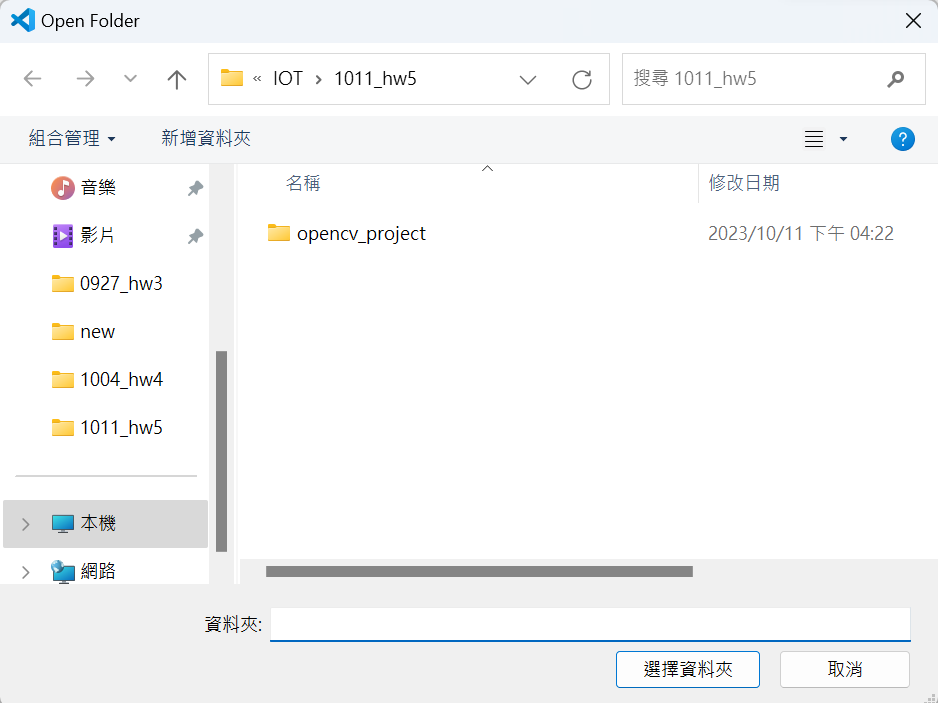 Open Folder
« IOT › 1011_hw5
搜尋 1011_hw5
組合管理
新增資料夾
名稱
修改日期
音樂
影片
0927_hw3
new
1004_hw4
1011_hw5
本機
網路
opencv_project
2023/10/11 下午 04:22
資料夾:
選擇資料夾
取消